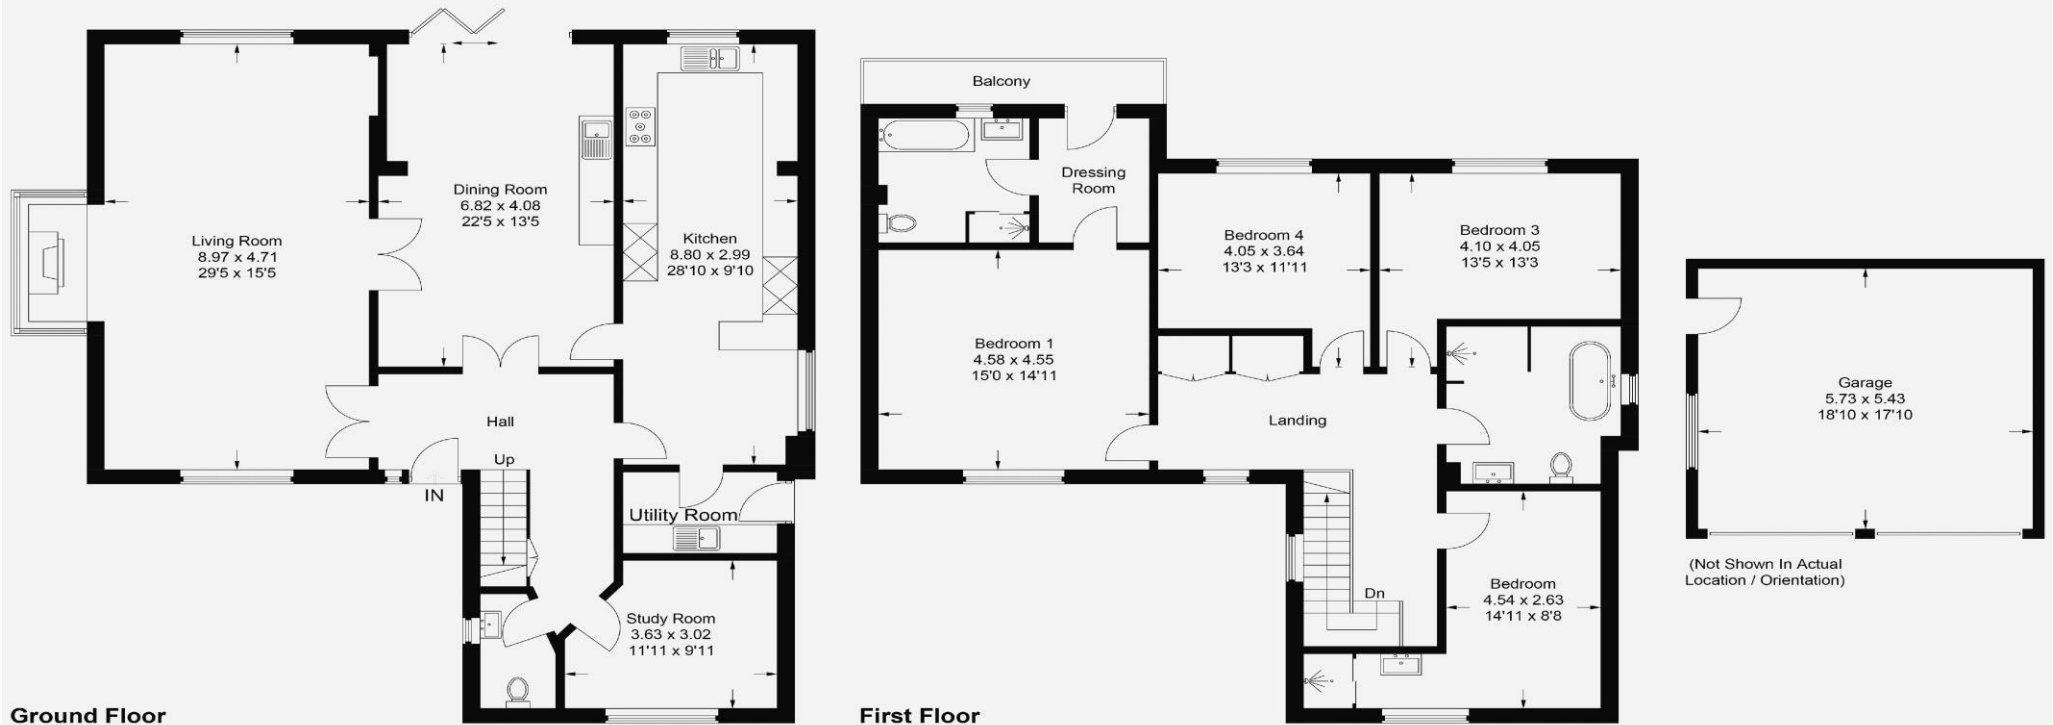 Living Room
8.97 x 4.71
29'5 x 15'5
Dining Room
6.82 x 4.08
22'5 x 13'5
Kitchen
8.80 x 2.99
28'10 x 9'10
Hall
Up
IN
Utility Room
Study Room
3.63 x 3.02
11'11 x 9'11
Ground Floor
Balcony
Dressing
Room
Bedroom 1
4.58 x 4.55
15'0 x 14'11
Bedroom 4
4.05 x 3.64
13'3 x 11'11
Bedroom 3
4.10 x 4.05
13'5 x 13'3
Landing
Dn
Bedroom
4.54 x 2.63
14'11 x 8'8
First Floor
Garage
5.73 x 5.43
18'10 x 17'10
(Not Shown In Actual
Location / Orientation)